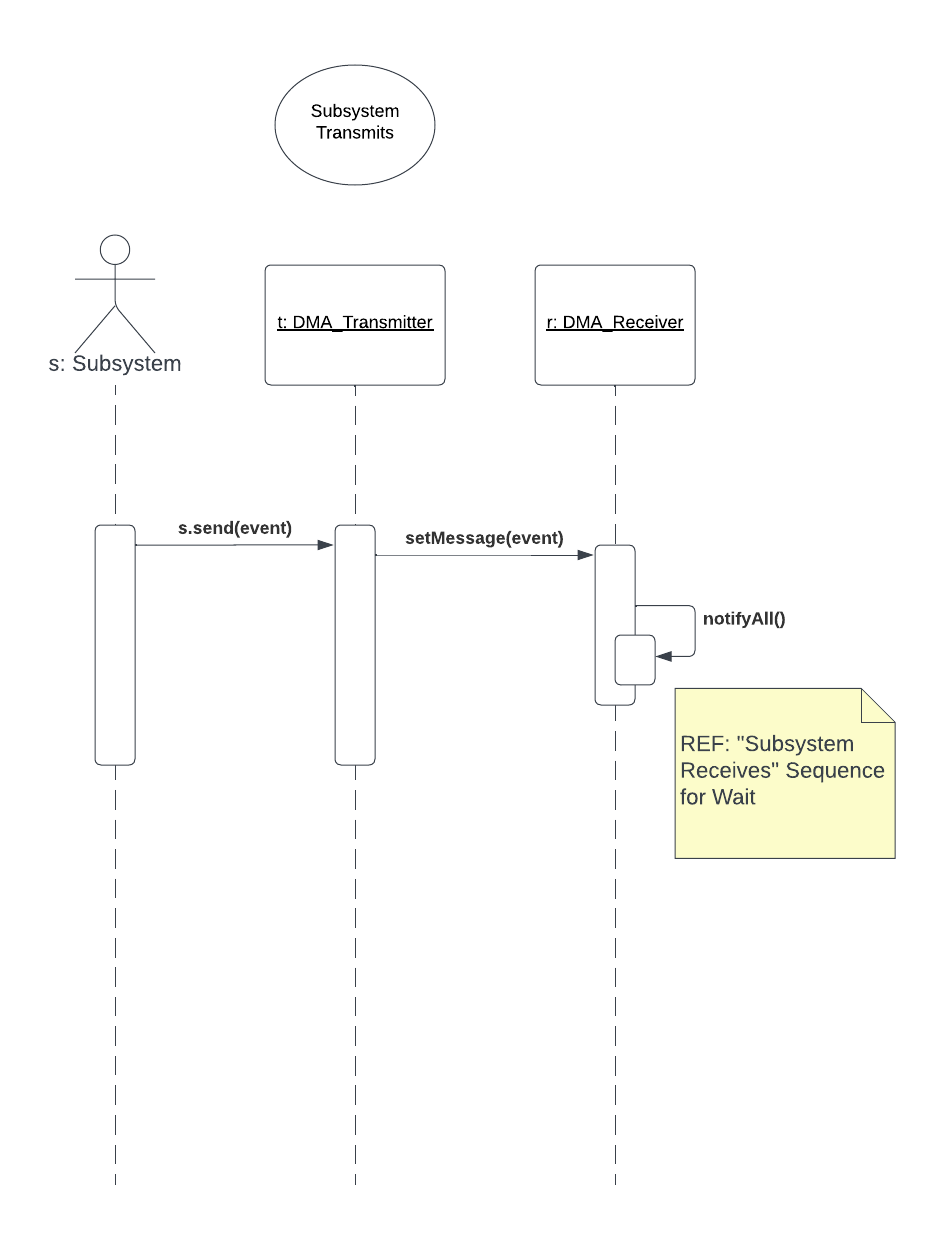 Subsystem
Transmits
s: Subsystem
t: DMA_Transmitter
r: DMA_Receiver
s.send(event)
setMessage(event)
notifyAll()
REF: "Subsystem
Receives" Sequence
for Wait